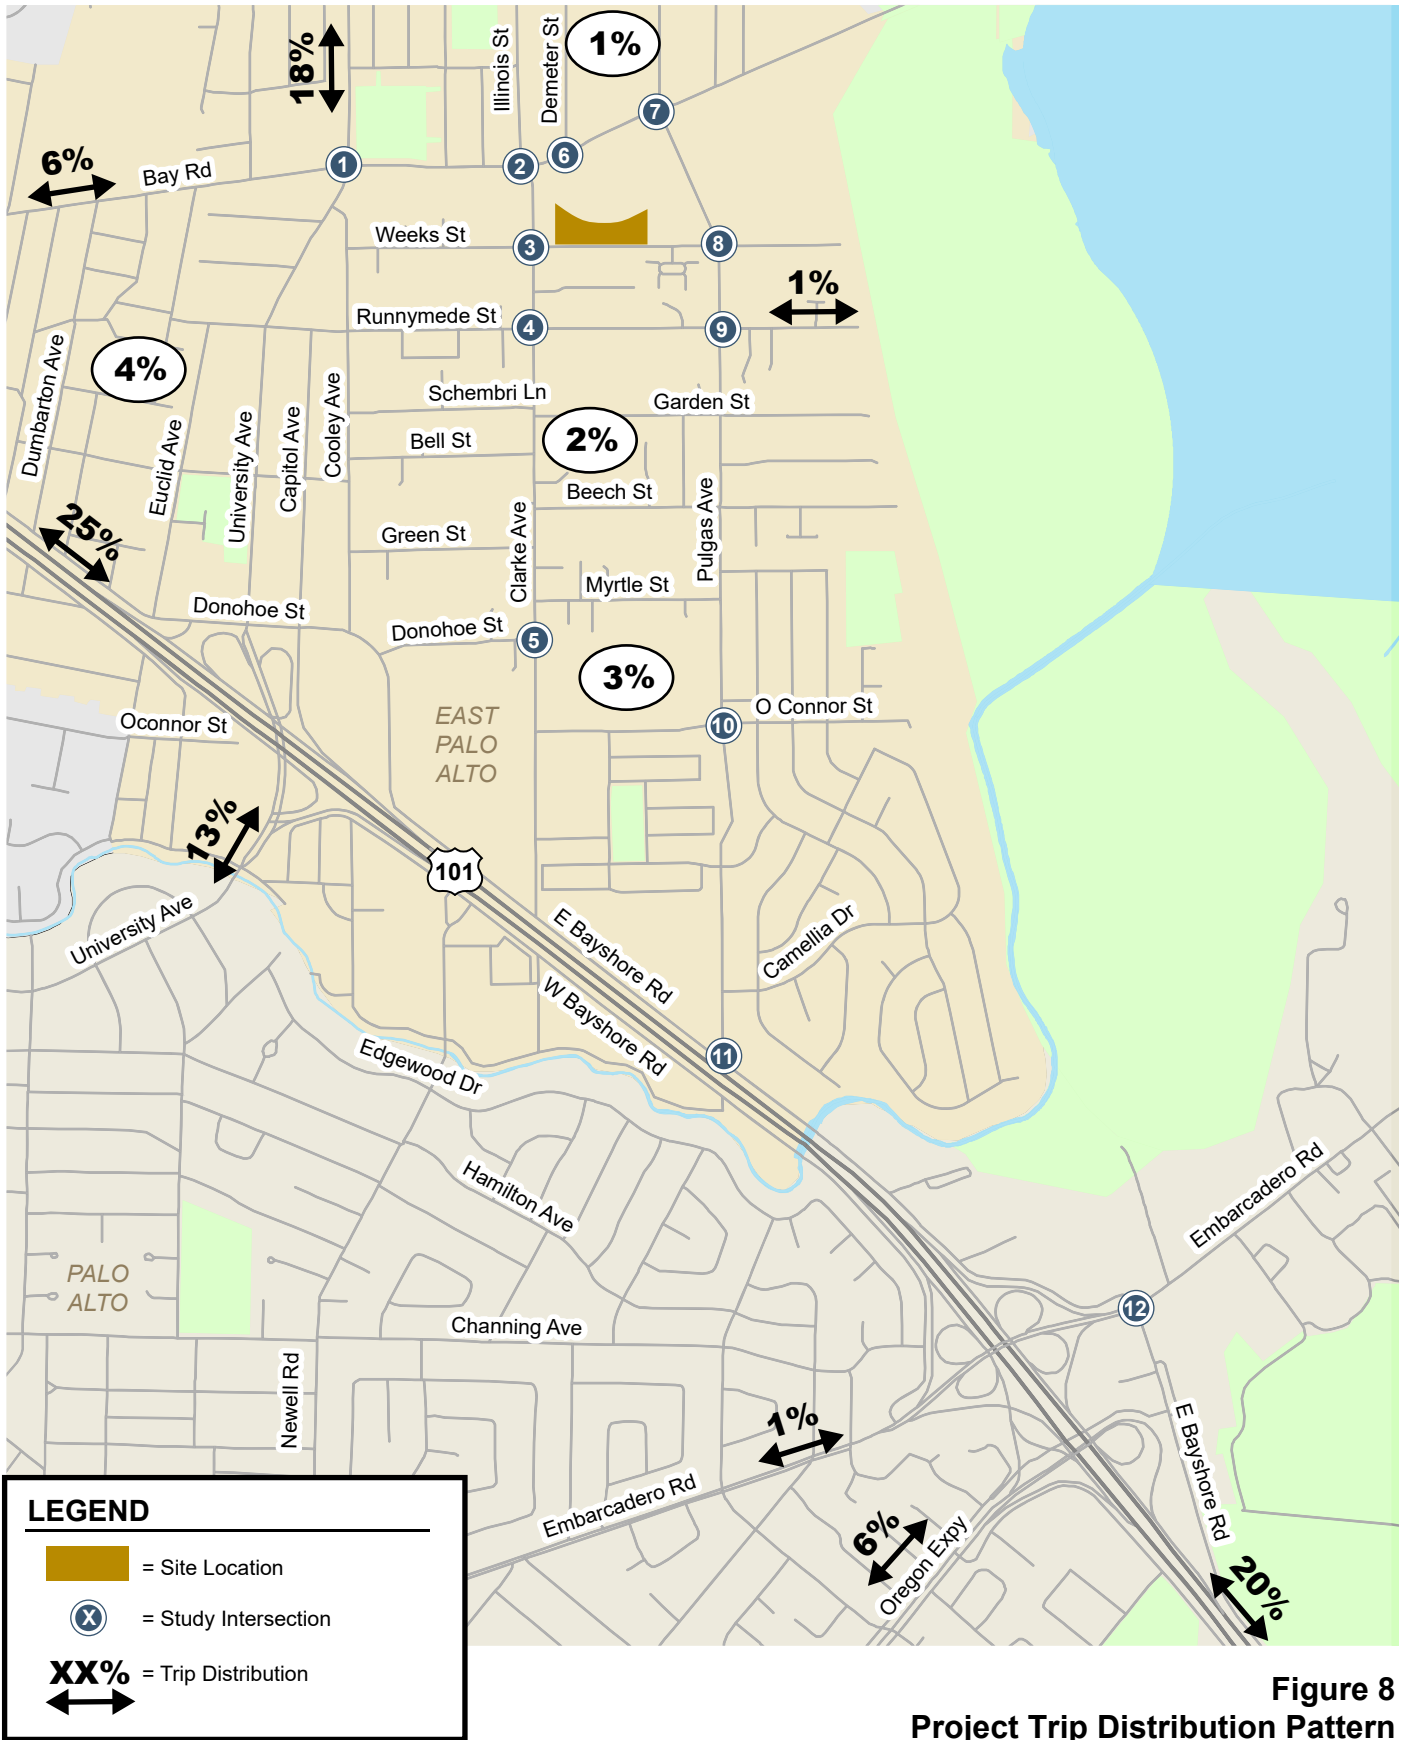 18%
Illinois St
Demeter St
1%
7
6%
Bay Rd
1
2
6
Weeks St
3
8
1%
Runnymede St
4
9
Dumbarton Ave
4%
Schembri Ln
Garden St
Cooley Ave
Euclid Ave
University Ave
Capitol Ave
Bell St
2%
Beech St
25%
Green St
Clarke Ave
Pulgas Ave
Myrtle St
Donohoe St
Donohoe St
5
3%
Oconnor St
EAST
PALO
ALTO
O Connor St
10
13%
101
University Ave
E Bayshore Rd
Camellia Dr
W Bayshore Rd
Edgewood Dr
11
Hamilton Ave
Embarcadero Rd
PALO
ALTO
12
Channing Ave
Newell Rd
1%
E Bayshore Rd
Embarcadero Rd
6%
Oregon Expy
20%
LEGEND
= Site Location
X = Study Intersection
XX% = Trip Distribution
Figure 8
Project Trip Distribution Pattern